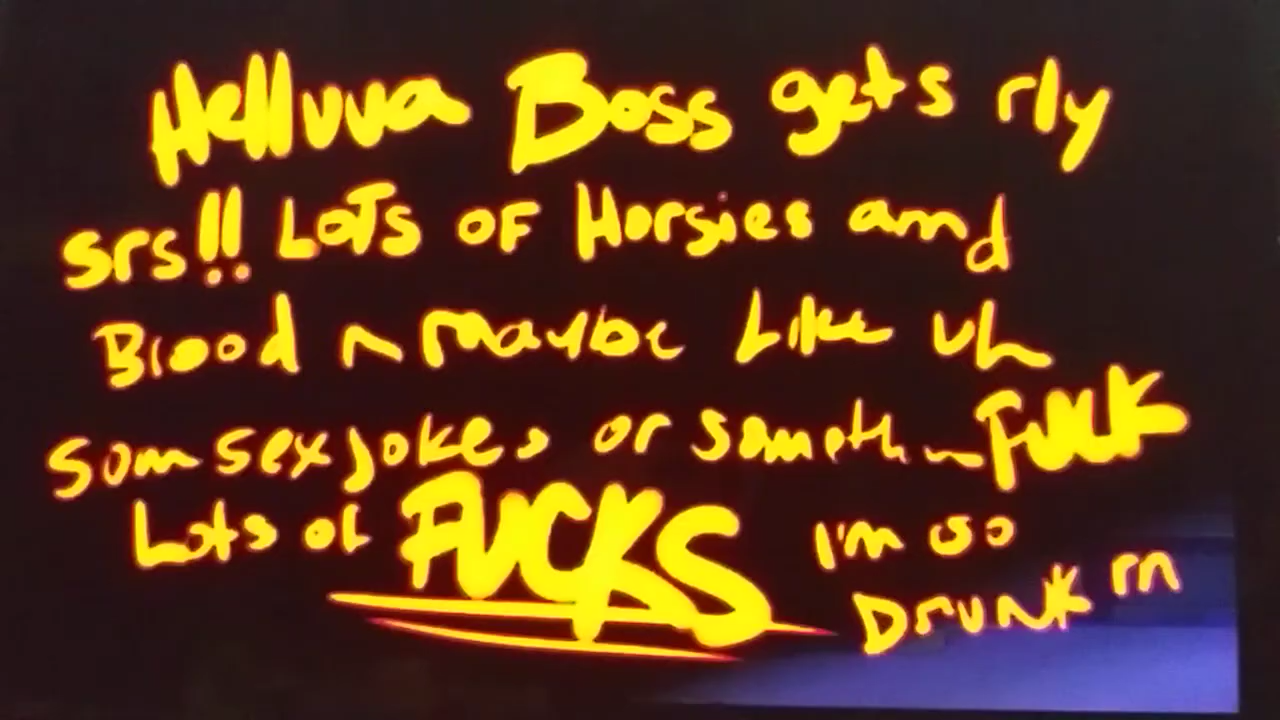 Helluva Boss gets rly
srs!! LOTS OF Horsies and
Blood n maybe Like uh
som sex jokes or somethn FUCK
Lots of FUCKS I'm so
DrUNK rn